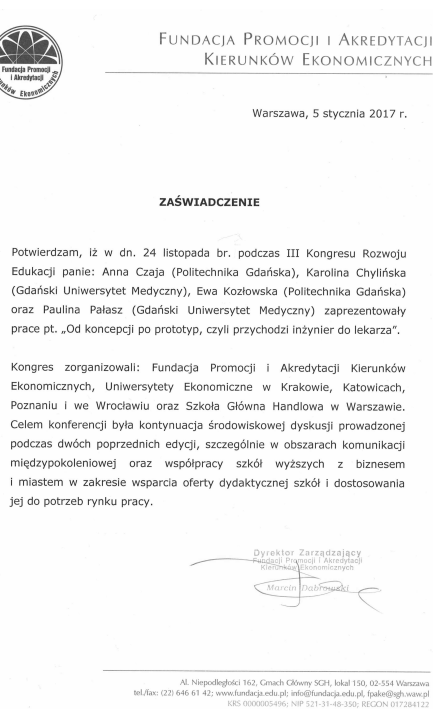 FUNDACJA PROMOCJI I AKREDYTACJI
KIERUNKÓW EKONOMICZNYCH
Fundacja Promocji
i Akredytacji
Kierunków Ekonomicznych
Warszawa, 5 stycznia 2017 r.
ZAŚWIADCZENIE
Potwierdzam, iż w dn. 24 listopada br. podczas III Kongresu Rozwoju
Edukacji panie: Anna Czaja (Politechnika Gdańska), Karolina Chylińska
(Gdański Uniwersytet Medyczny), Ewa Kozłowska (Politechnika Gdańska)
oraz Paulina Pałasz (Gdański Uniwersytet Medyczny) zaprezentowały
prace pt. „Od koncepcji po prototyp, czyli przychodzi inżynier do lekarza”.
Kongres zorganizowali: Fundacja Promocji i Akredytacji Kierunków
Ekonomicznych, Uniwersytety Ekonomiczne w Krakowie, Katowicach,
Poznaniu i we Wrocławiu oraz Szkoła Główna Handlowa w Warszawie.
Celem konferencji była kontynuacja środowiskowej dyskusji prowadzonej
podczas dwóch poprzednich edycji, szczególnie w obszarach komunikacji
międzypokoleniowej oraz współpracy szkół wyższych z biznesem
i miastem w zakresie wsparcia oferty dydaktycznej szkół i dostosowania
jej do potrzeb rynku pracy.
Dyrektor Zarządzający
Fundacji Promocji i Akredytacji
Kierunków Ekonomicznych
Marcin Dąbrowski
Al. Niepodległości 162, Gmach Główny SGH, lokal 150, 02-554 Warszawa
tel./fax: (22) 646 61 42; www.fundacja.edu.pl; info@fundacja.edu.pl, fpake@sgh.waw.pl
KRS 0000005496; NIP 521-31-48-350; REGON 017284122